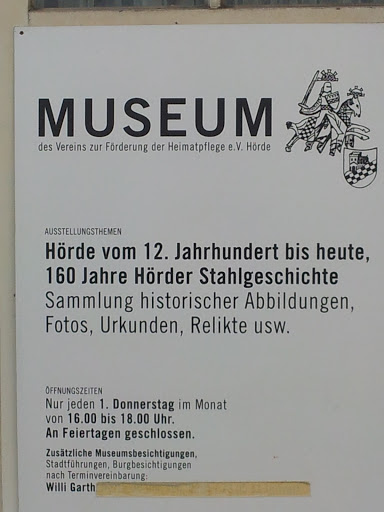 MUSEUM
des Vereins zur Förderung der Heimatpflege e.V. Hörde
AUSSTELLUNGSTHEMEN
Hörde vom 12. Jahrhundert bis heute,
160 Jahre Hörder Stahlgeschichte
Sammlung historischer Abbildungen,
Fotos, Urkunden, Relikte usw.
ÖFFNUNGSZEITEN
Nur jeden 1. Donnerstag im Monat
von 16.00 bis 18.00 Uhr.
An Feiertagen geschlossen.
Zusätzliche Museumsbesichtigungen,
Stadtführungen, Burgbesichtigungen
nach Terminvereinbarung:
Willi Garth